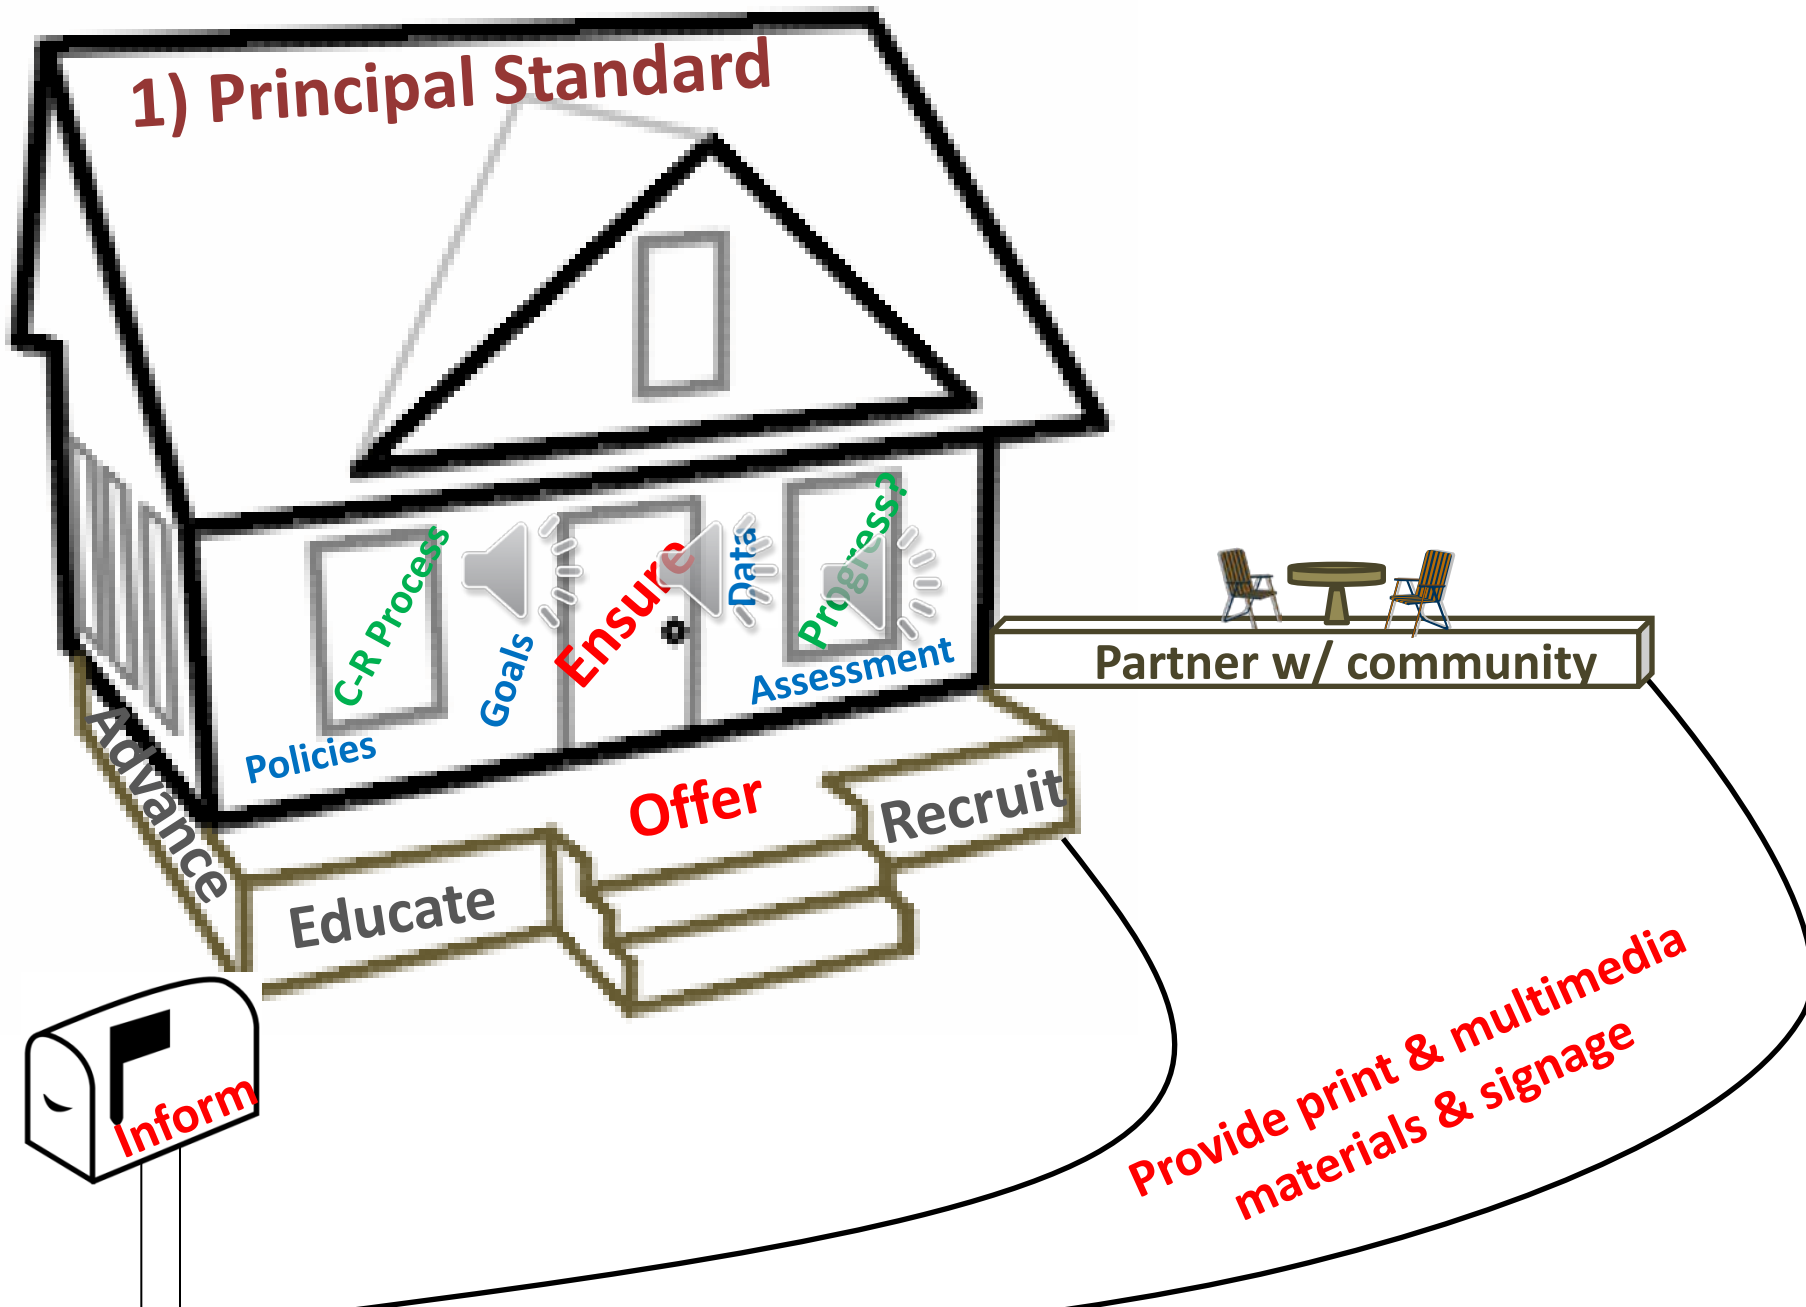 1) Principal Standard
C-R Process
Goals
Ensure
Data
Progress?
Policies
Assessment
Partner w/ community
Advance
Educate
Offer
Recruit
Inform
Provide print & multimedia
materials & signage